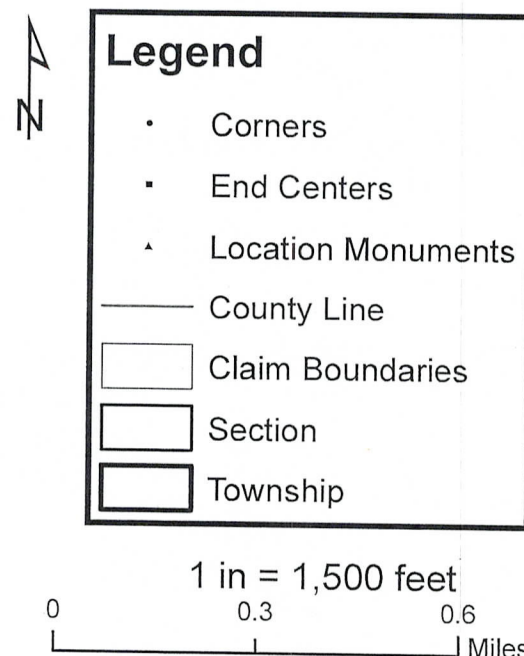 N
Legend
Corners
End Centers
Location Monuments
County Line
Claim Boundaries
Section
Township
1 in = 1,500 feet
0 0.3 0.6
Miles